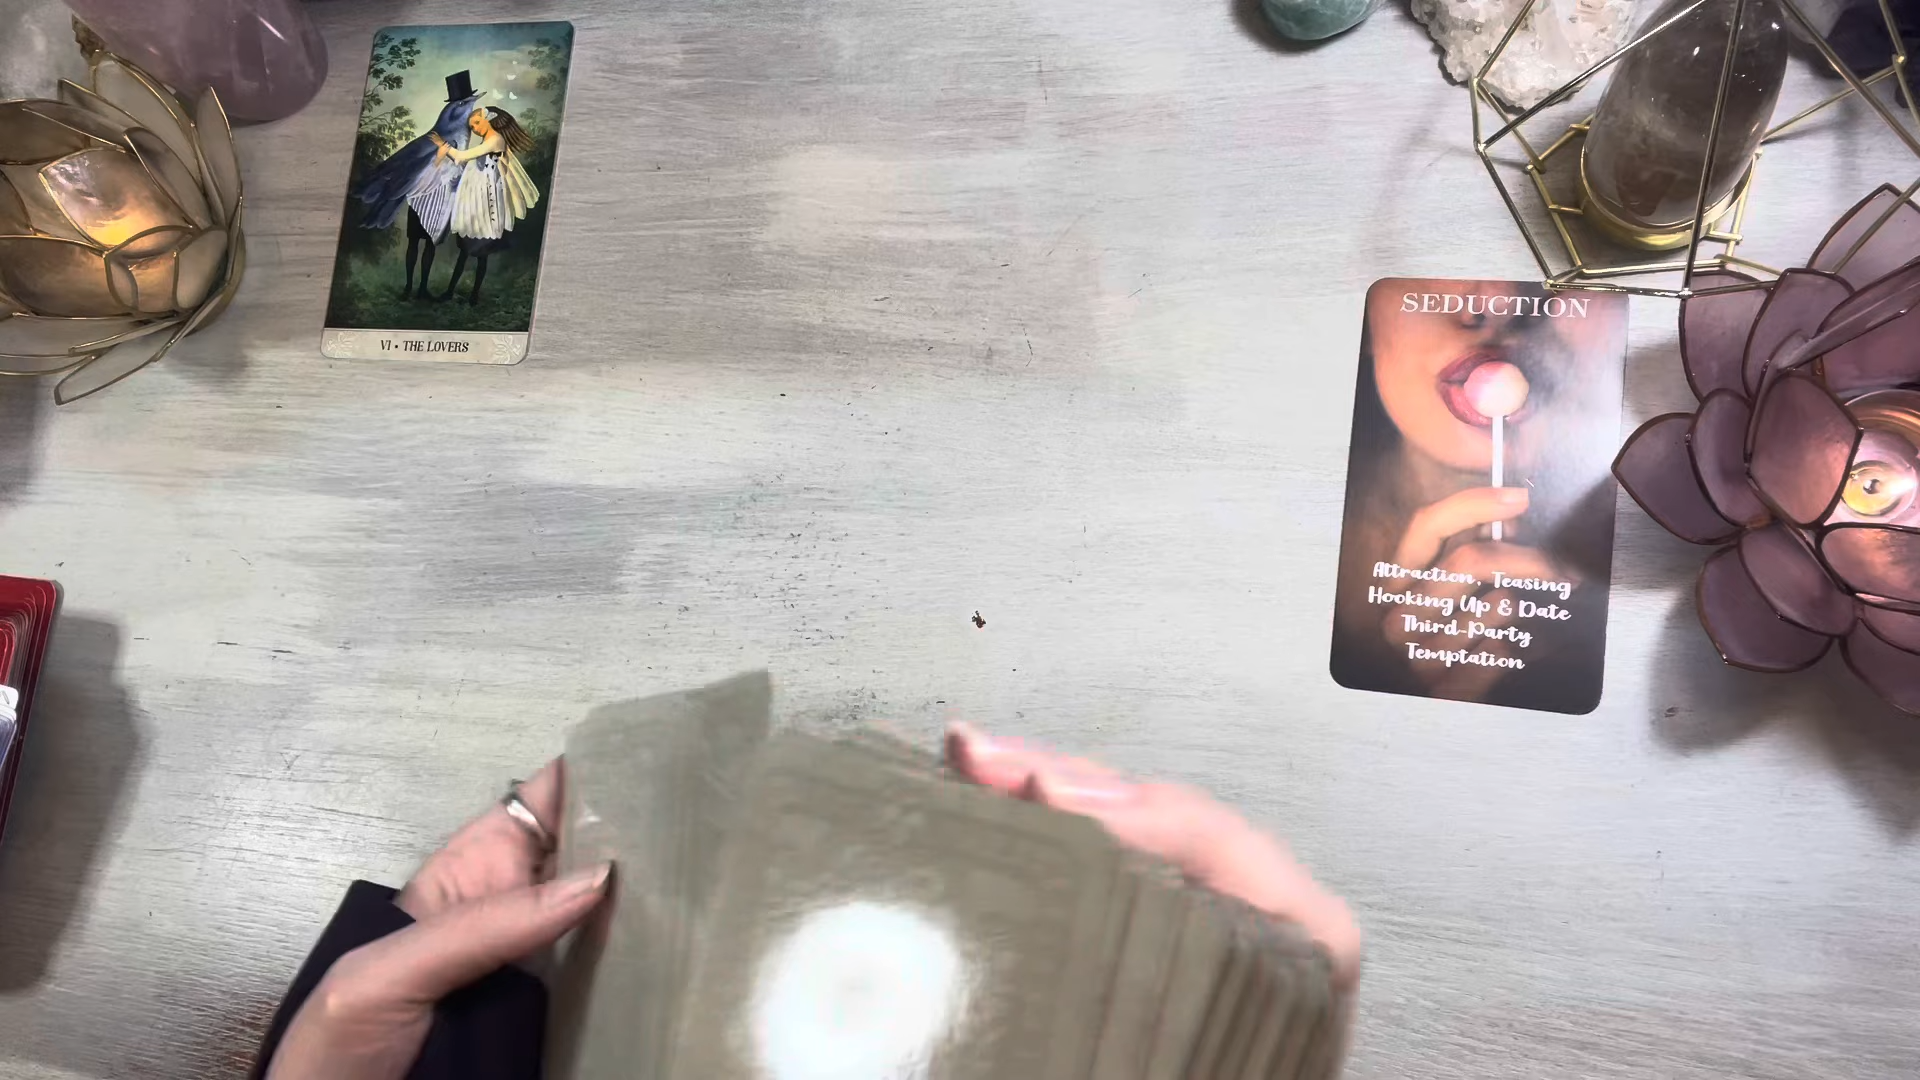 VI • THE LOVERS
SEDUCTION
Attraction, Teasing
Hooking Up & Date
Third-Party
Temptation